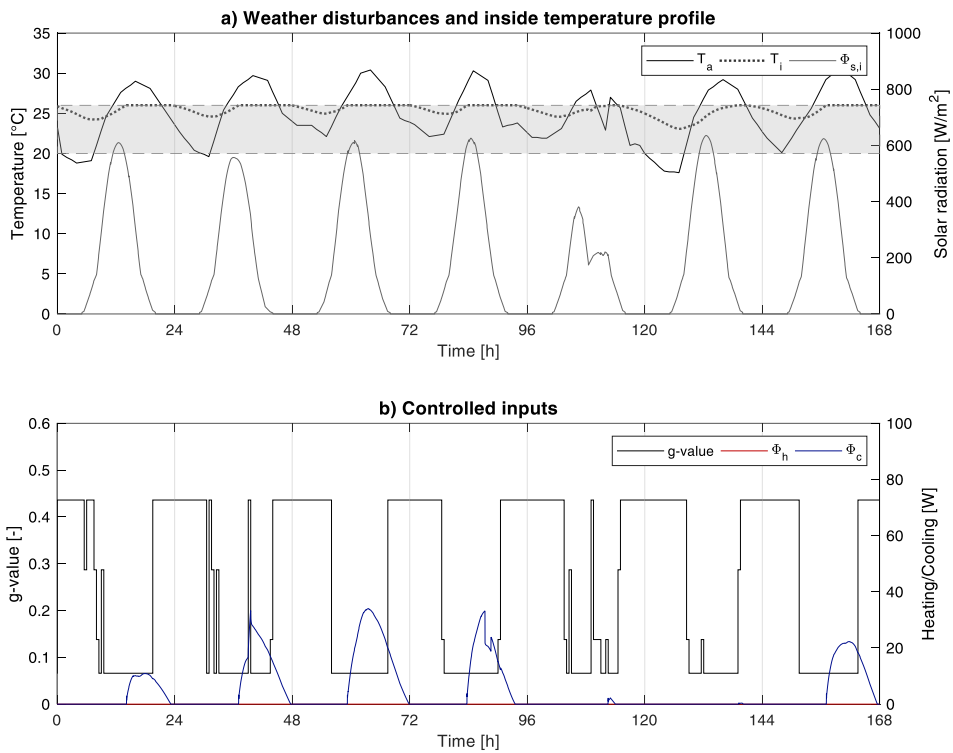 a) Weather disturbances and inside temperature profile
35
30
25
20
15
10
5
0
Temperature [°C]
T_a T_i Φ_s,i
1000
800
600
400
200
0
Solar radiation [W/m²]
0 24 48 72 96 120 144 168
Time [h]
b) Controlled inputs
0.6
0.5
0.4
0.3
0.2
0.1
0
g-value [-]
g-value Φ_h Φ_c
100
80
60
40
20
0
Heating/Cooling [W]
0 24 48 72 96 120 144 168
Time [h]